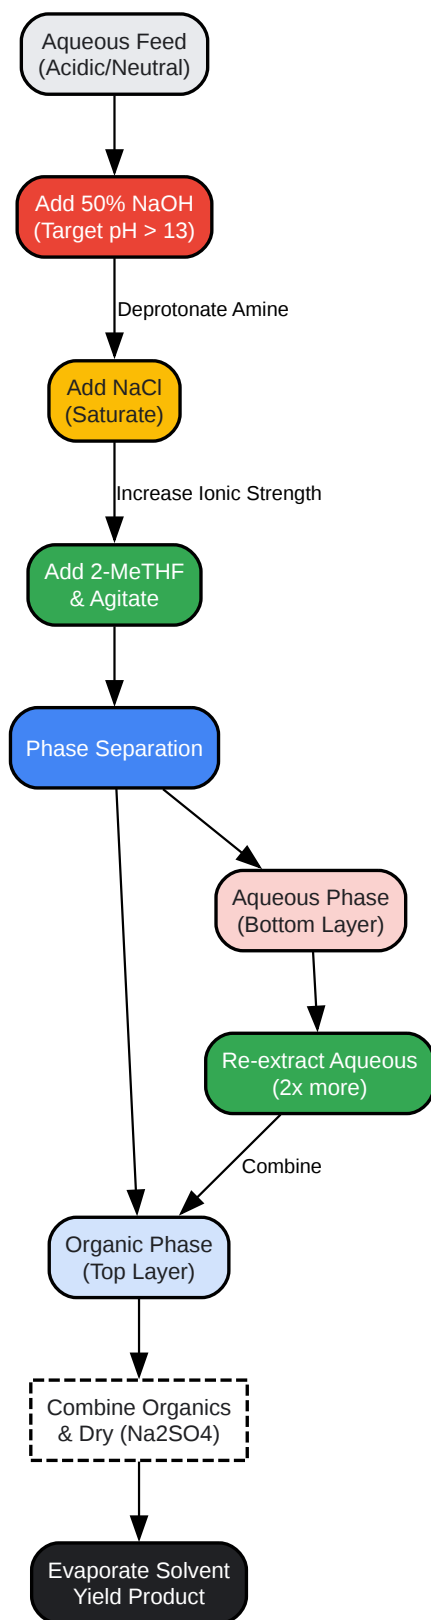 Aqueous Feed
(Acidic/Neutral)
Add 50% NaOH
(Target pH > 13)
Deprotonate Amine
Add NaCl
(Saturate)
Increase Ionic Strength
Add 2-MeTHF
& Agitate
Phase Separation
Aqueous Phase
(Bottom Layer)
Re-extract Aqueous
(2x more)
Combine
Organic Phase
(Top Layer)
Combine Organics
& Dry (Na2SO4)
Evaporate Solvent
Yield Product